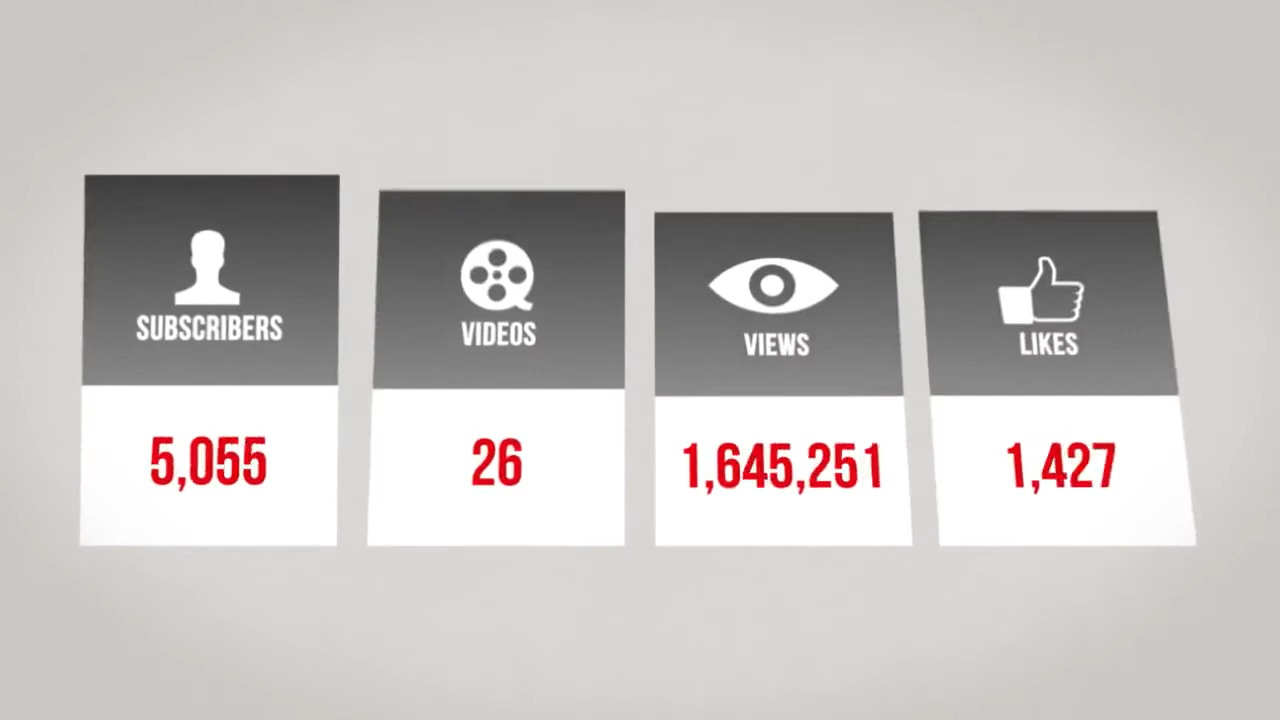 SUBSCRIBERS
5,055
VIDEOS
26
VIEWS
1,645,251
LIKES
1,427